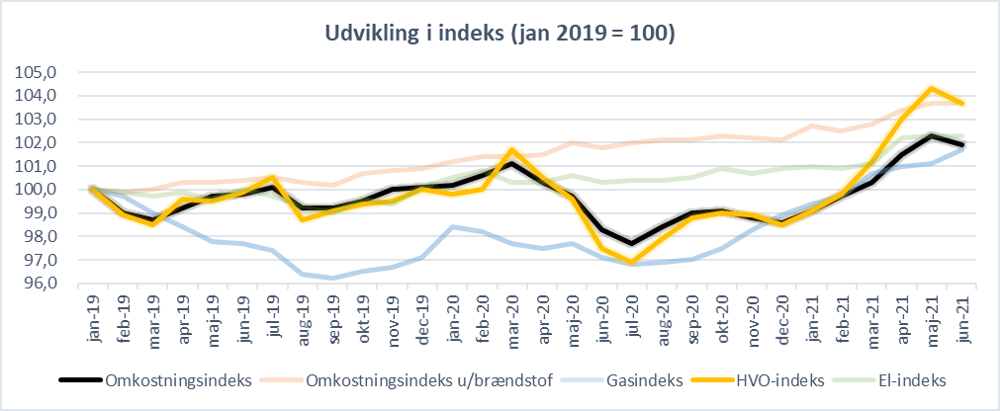 Udvikling i indeks (jan 2019 = 100)
105,0
104,0
103,0
102,0
101,0
100,0
99,0
98,0
97,0
96,0
jan-19
feb-19
mar-19
apr-19
maj-19
jun-19
jul-19
aug-19
sep-19
okt-19
nov-19
dec-19
jan-20
feb-20
mar-20
apr-20
maj-20
jun-20
jul-20
aug-20
sep-20
okt-20
nov-20
dec-20
jan-21
feb-21
mar-21
apr-21
maj-21
jun-21
Omkostningsindeks
Omkostningsindeks u/brændstof
Gasindeks
HVO-indeks
El-indeks